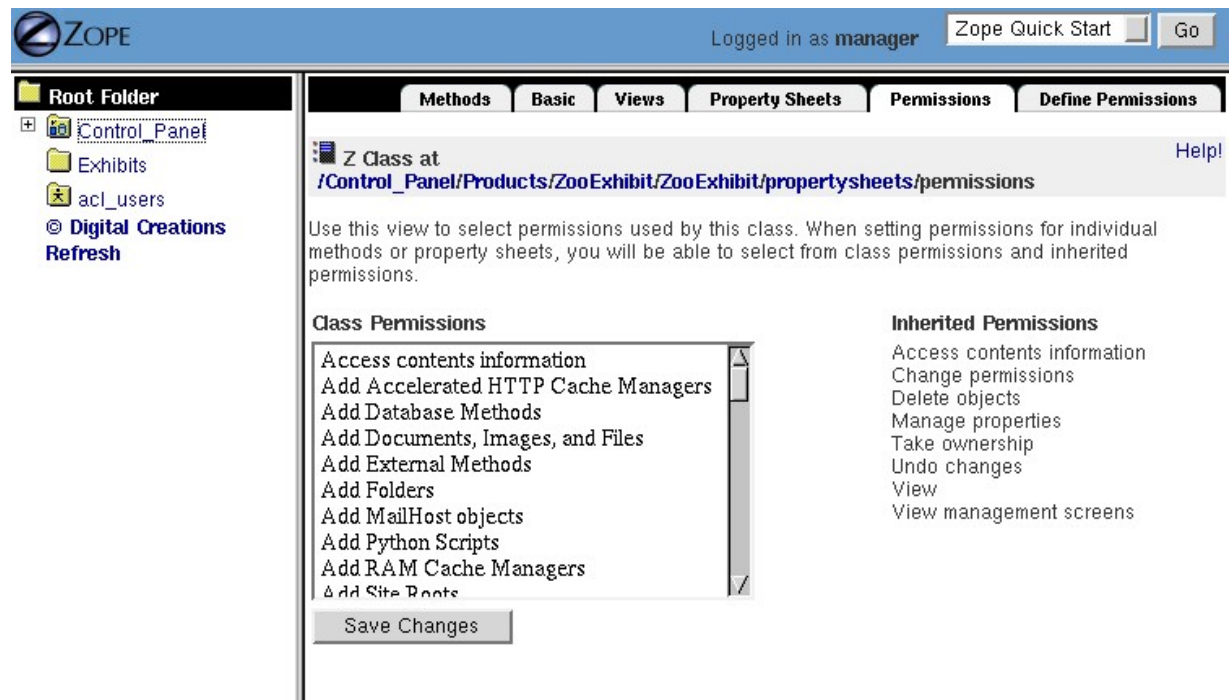 ZOPE
Logged in as manager
Zope Quick Start
Go
Root Folder
Control_Panel
Exhibits
acl_users
© Digital Creations
Refresh
Methods
Basic
Views
Property Sheets
Permissions
Define Permissions
Z Class at
Help!
/Control_Panel/Products/ZooExhibit/ZooExhibit/propertysheets/permissions
Use this view to select permissions used by this class. When setting permissions for individual
methods or property sheets, you will be able to select from class permissions and inherited
permissions.
Class Permissions
Access contents information
Add Accelerated HTTP Cache Managers
Add Database Methods
Add Documents, Images, and Files
Add External Methods
Add Folders
Add MailHost objects
Add Python Scripts
Add RAM Cache Managers
Add Site Roots
Save Changes
Inherited Permissions
Access contents information
Change permissions
Delete objects
Manage properties
Take ownership
Undo changes
View
View management screens